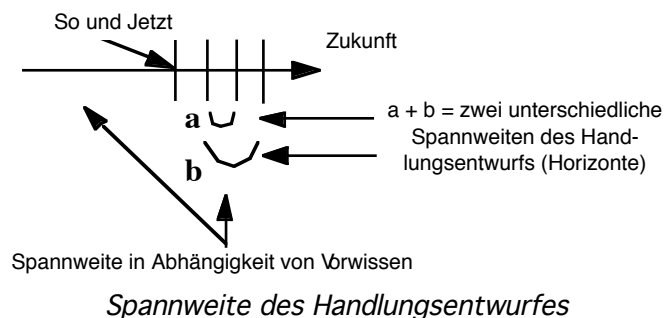 So und Jetzt
Zukunft
a
b
a + b = zwei unterschiedliche
Spannweiten des Hand-
lungsentwurfs (Horizonte)
Spannweite in Abhängigkeit von Vorwissen
Spannweite des Handlungsentwurfes